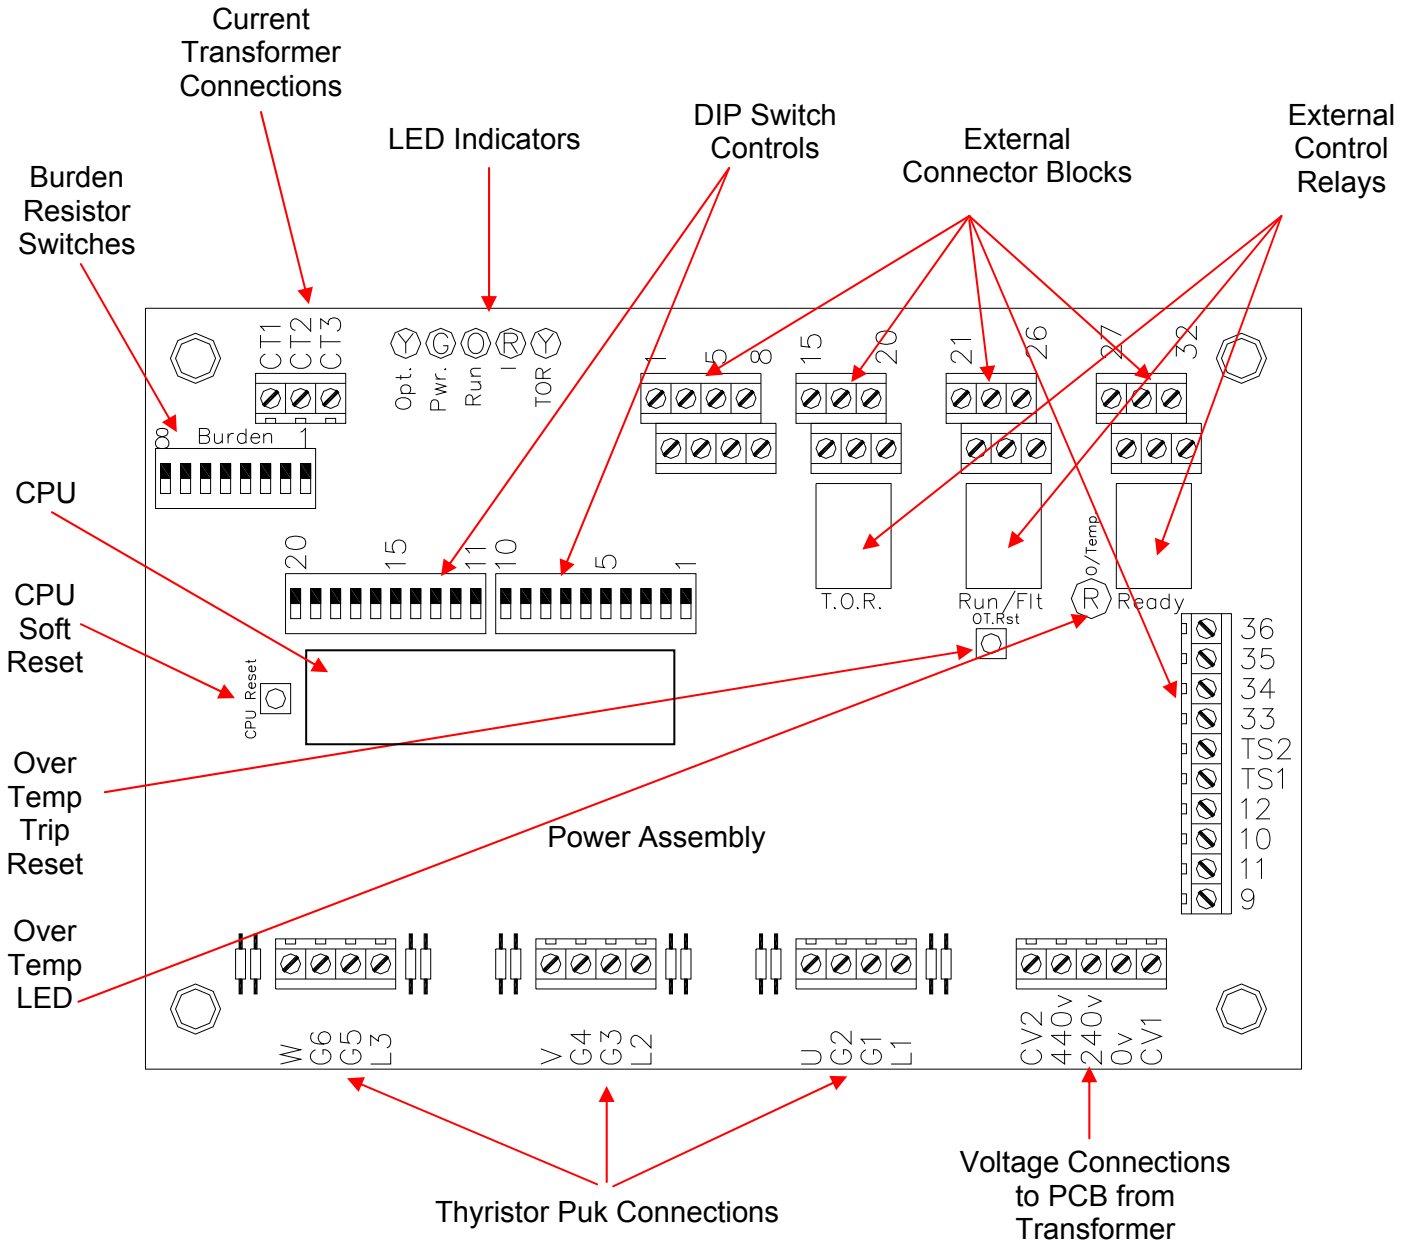 Current
Transformer
Connections
LED Indicators
DIP Switch
Controls
External
Connector Blocks
External
Control
Relays
Burden
Resistor
Switches
CT1
CT2
CT3
Y G O R Y
Opt.
Pwr.
Run
I
TOR
1 5 8
15 20
21 26
27 32
8 Burden 1
CPU
20 15 11
10 5 1
O/Temp.
T.O.R.
Run/Flt
OT.Rst
R
Ready
CPU
Soft
Reset
CPU Reset
36
35
34
33
TS2
TS1
12
10
11
9
Over
Temp
Trip
Reset
Power Assembly
Over
Temp
LED
W
G6
G5
L3
V
G4
G3
L2
U
G2
G1
L1
CV2
440v
240v
0v
CV1
Thyristor Puk Connections
Voltage Connections
to PCB from
Transformer